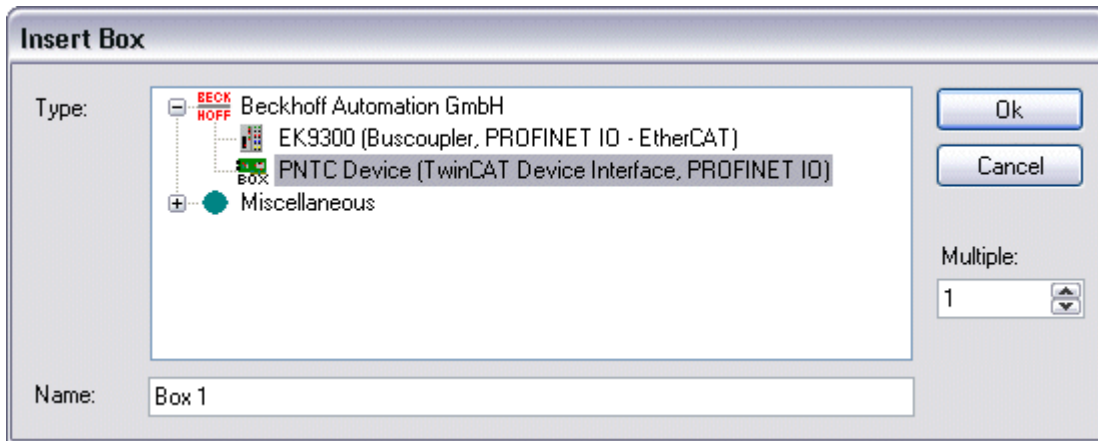 Insert Box
Type:
BECK
HOFF
Beckhoff Automation GmbH
EK9300 (Buscoupler, PROFINET IO - EtherCAT)
BOX
PNTC Device (TwinCAT Device Interface, PROFINET IO)
Miscellaneous
Ok
Cancel
Multiple:
1
Name:
Box 1